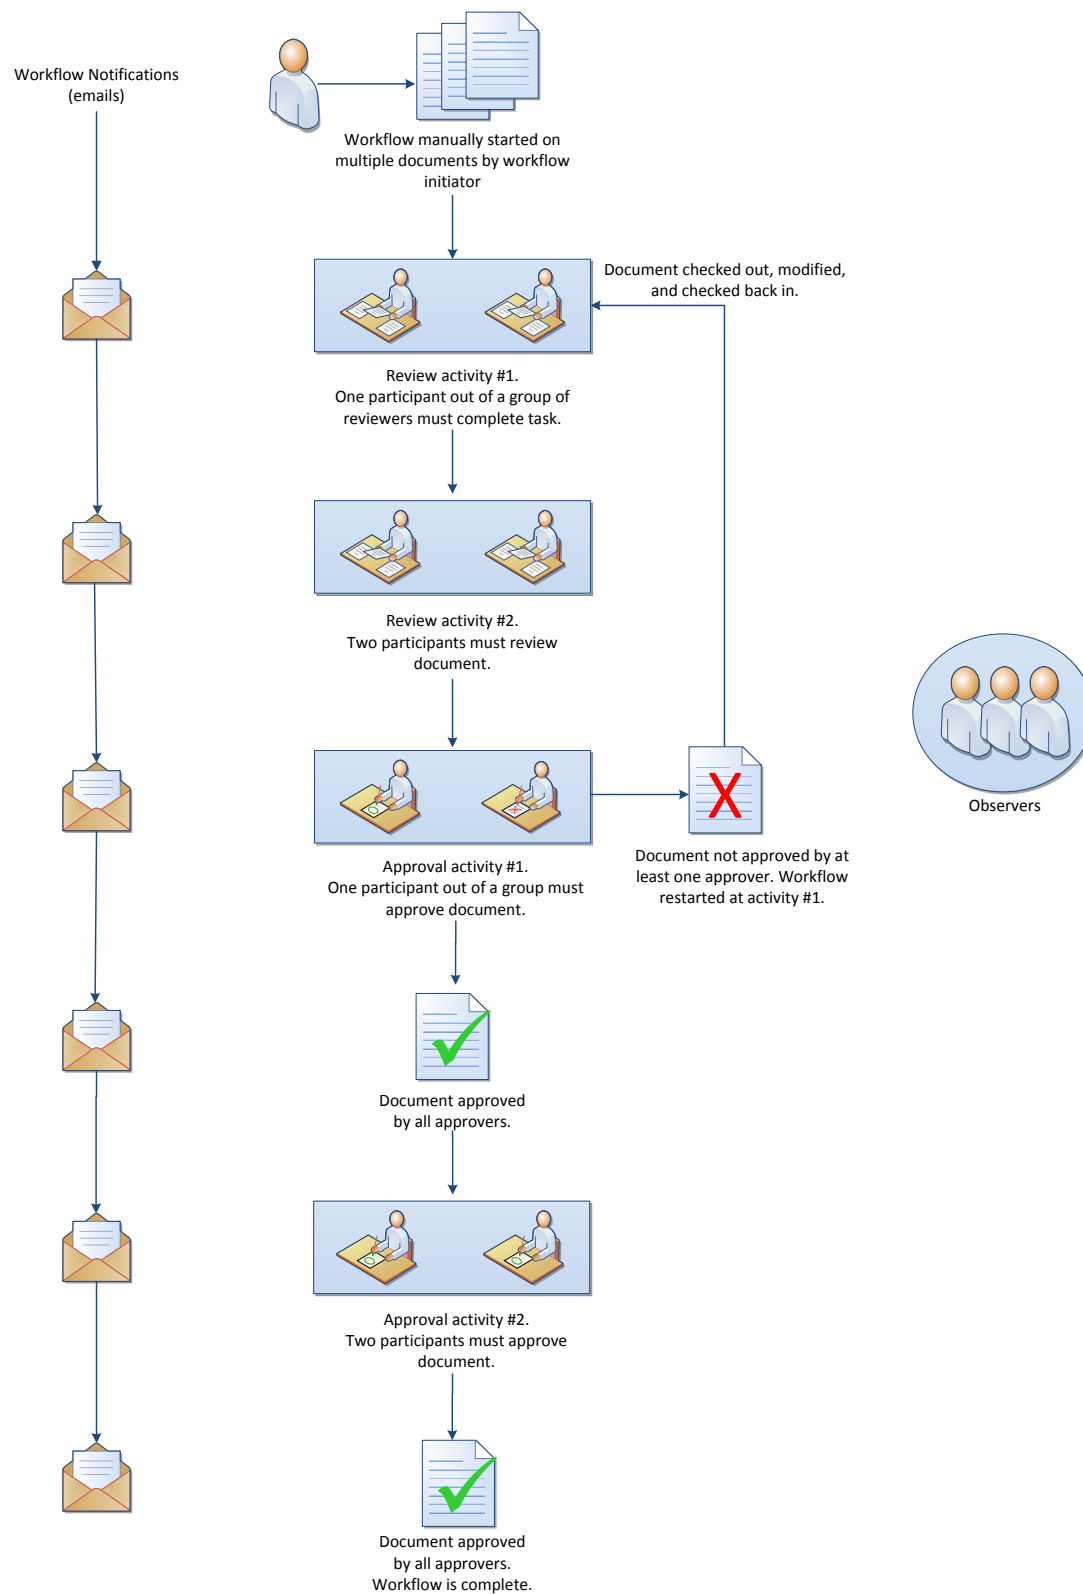 Workflow Notifications
(emails)
Workflow manually started on
multiple documents by workflow
initiator
Document checked out, modified,
and checked back in.
Review activity #1.
One participant out of a group of
reviewers must complete task.
Review activity #2.
Two participants must review
document.
Observers
X
Approval activity #1.
One participant out of a group must
approve document.
Document not approved by at
least one approver. Workflow
restarted at activity #1.
Document approved
by all approvers.
Approval activity #2.
Two participants must approve
document.
Document approved
by all approvers.
Workflow is complete.